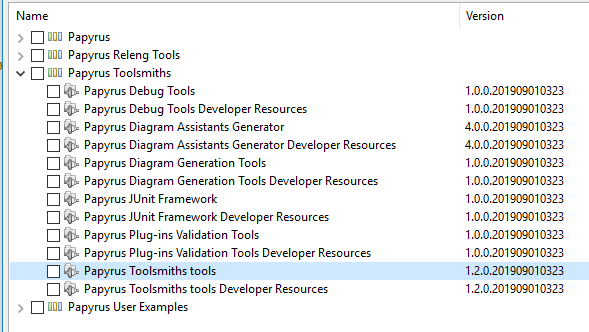 Name Version
Papyrus
Papyrus Releng Tools
Papyrus Toolsmiths
Papyrus Debug Tools 1.0.0.201909010323
Papyrus Debug Tools Developer Resources 1.0.0.201909010323
Papyrus Diagram Assistants Generator 4.0.0.201909010323
Papyrus Diagram Assistants Generator Developer Resources 4.0.0.201909010323
Papyrus Diagram Generation Tools 1.0.0.201909010323
Papyrus Diagram Generation Tools Developer Resources 1.0.0.201909010323
Papyrus JUnit Framework 1.0.0.201909010323
Papyrus JUnit Framework Developer Resources 1.0.0.201909010323
Papyrus Plug-ins Validation Tools 1.0.0.201909010323
Papyrus Plug-ins Validation Tools Developer Resources 1.0.0.201909010323
Papyrus Toolsmiths tools 1.2.0.201909010323
Papyrus Toolsmiths tools Developer Resources 1.2.0.201909010323
Papyrus User Examples